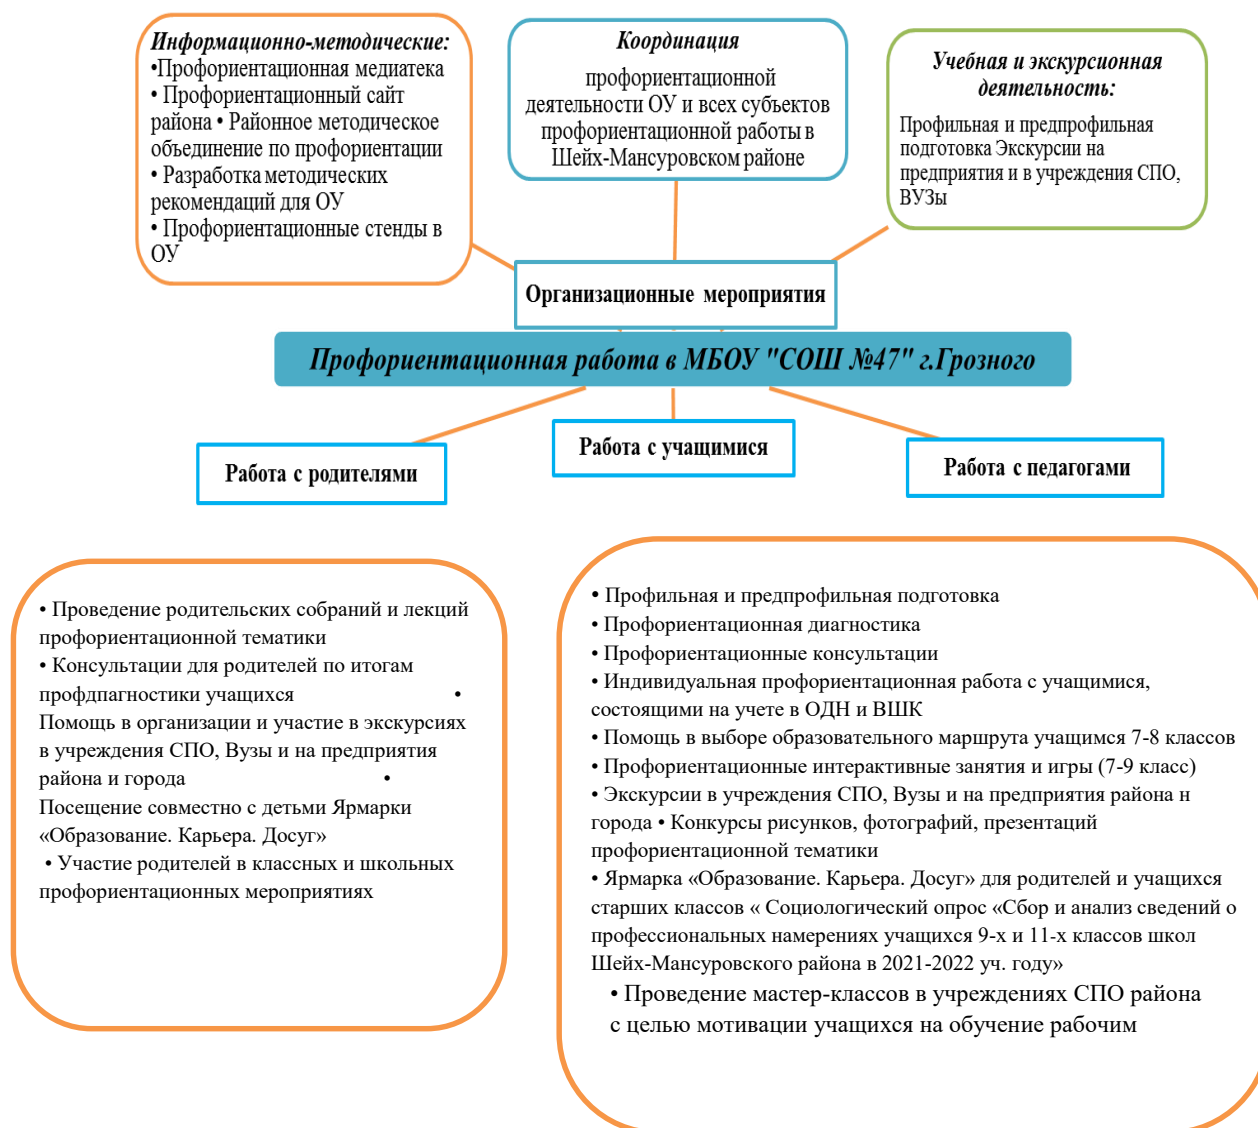 Информационно-методические:
•Профориентационная медиатека
• Профориентационный сайт
района • Районное методическое
объединение по профориентации
• Разработка методических
рекомендаций для ОУ
• Профориентационные стенды в
ОУ
Координация
профориентационной
деятельности ОУ и всех субъектов
профориентационной работы в
Шейх-Мансуровском районе
Учебная и экскурсионная
деятельность:
Профильная и предпрофильная
подготовка Экскурсии на
предприятия и в учреждения СПО,
ВУЗы
Организационные мероприятия
Профориентационная работа в МБОУ "СОШ №47" г.Грозного
Работа с родителями
Работа с учащимися
Работа с педагогами
• Проведение родительских собраний и лекций
профориентационной тематики
• Консультации для родителей по итогам
профдпагностики учащихся •
Помощь в организации и участие в экскурсиях
в учреждения СПО, Вузы и на предприятия
района и города •
Посещение совместно с детьми Ярмарки
«Образование. Карьера. Досуг»
• Участие родителей в классных и школьных
профориентационных мероприятиях
• Профильная и предпрофильная подготовка
• Профориентационная диагностика
• Профориентационные консультации
• Индивидуальная профориентационная работа с учащимися,
состоящими на учете в ОДН и ВШК
• Помощь в выборе образовательного маршрута учащимся 7-8 классов
• Профориентационные интерактивные занятия и игры (7-9 класс)
• Экскурсии в учреждения СПО, Вузы и на предприятия района н
города • Конкурсы рисунков, фотографий, презентаций
профориентационной тематики
• Ярмарка «Образование. Карьера. Досуг» для родителей и учащихся
старших классов « Социологический опрос «Сбор и анализ сведений о
профессиональных намерениях учащихся 9-х и 11-х классов школ
Шейх-Мансуровского района в 2021-2022 уч. году»
• Проведение мастер-классов в учреждениях СПО района
с целью мотивации учащихся на обучение рабочим